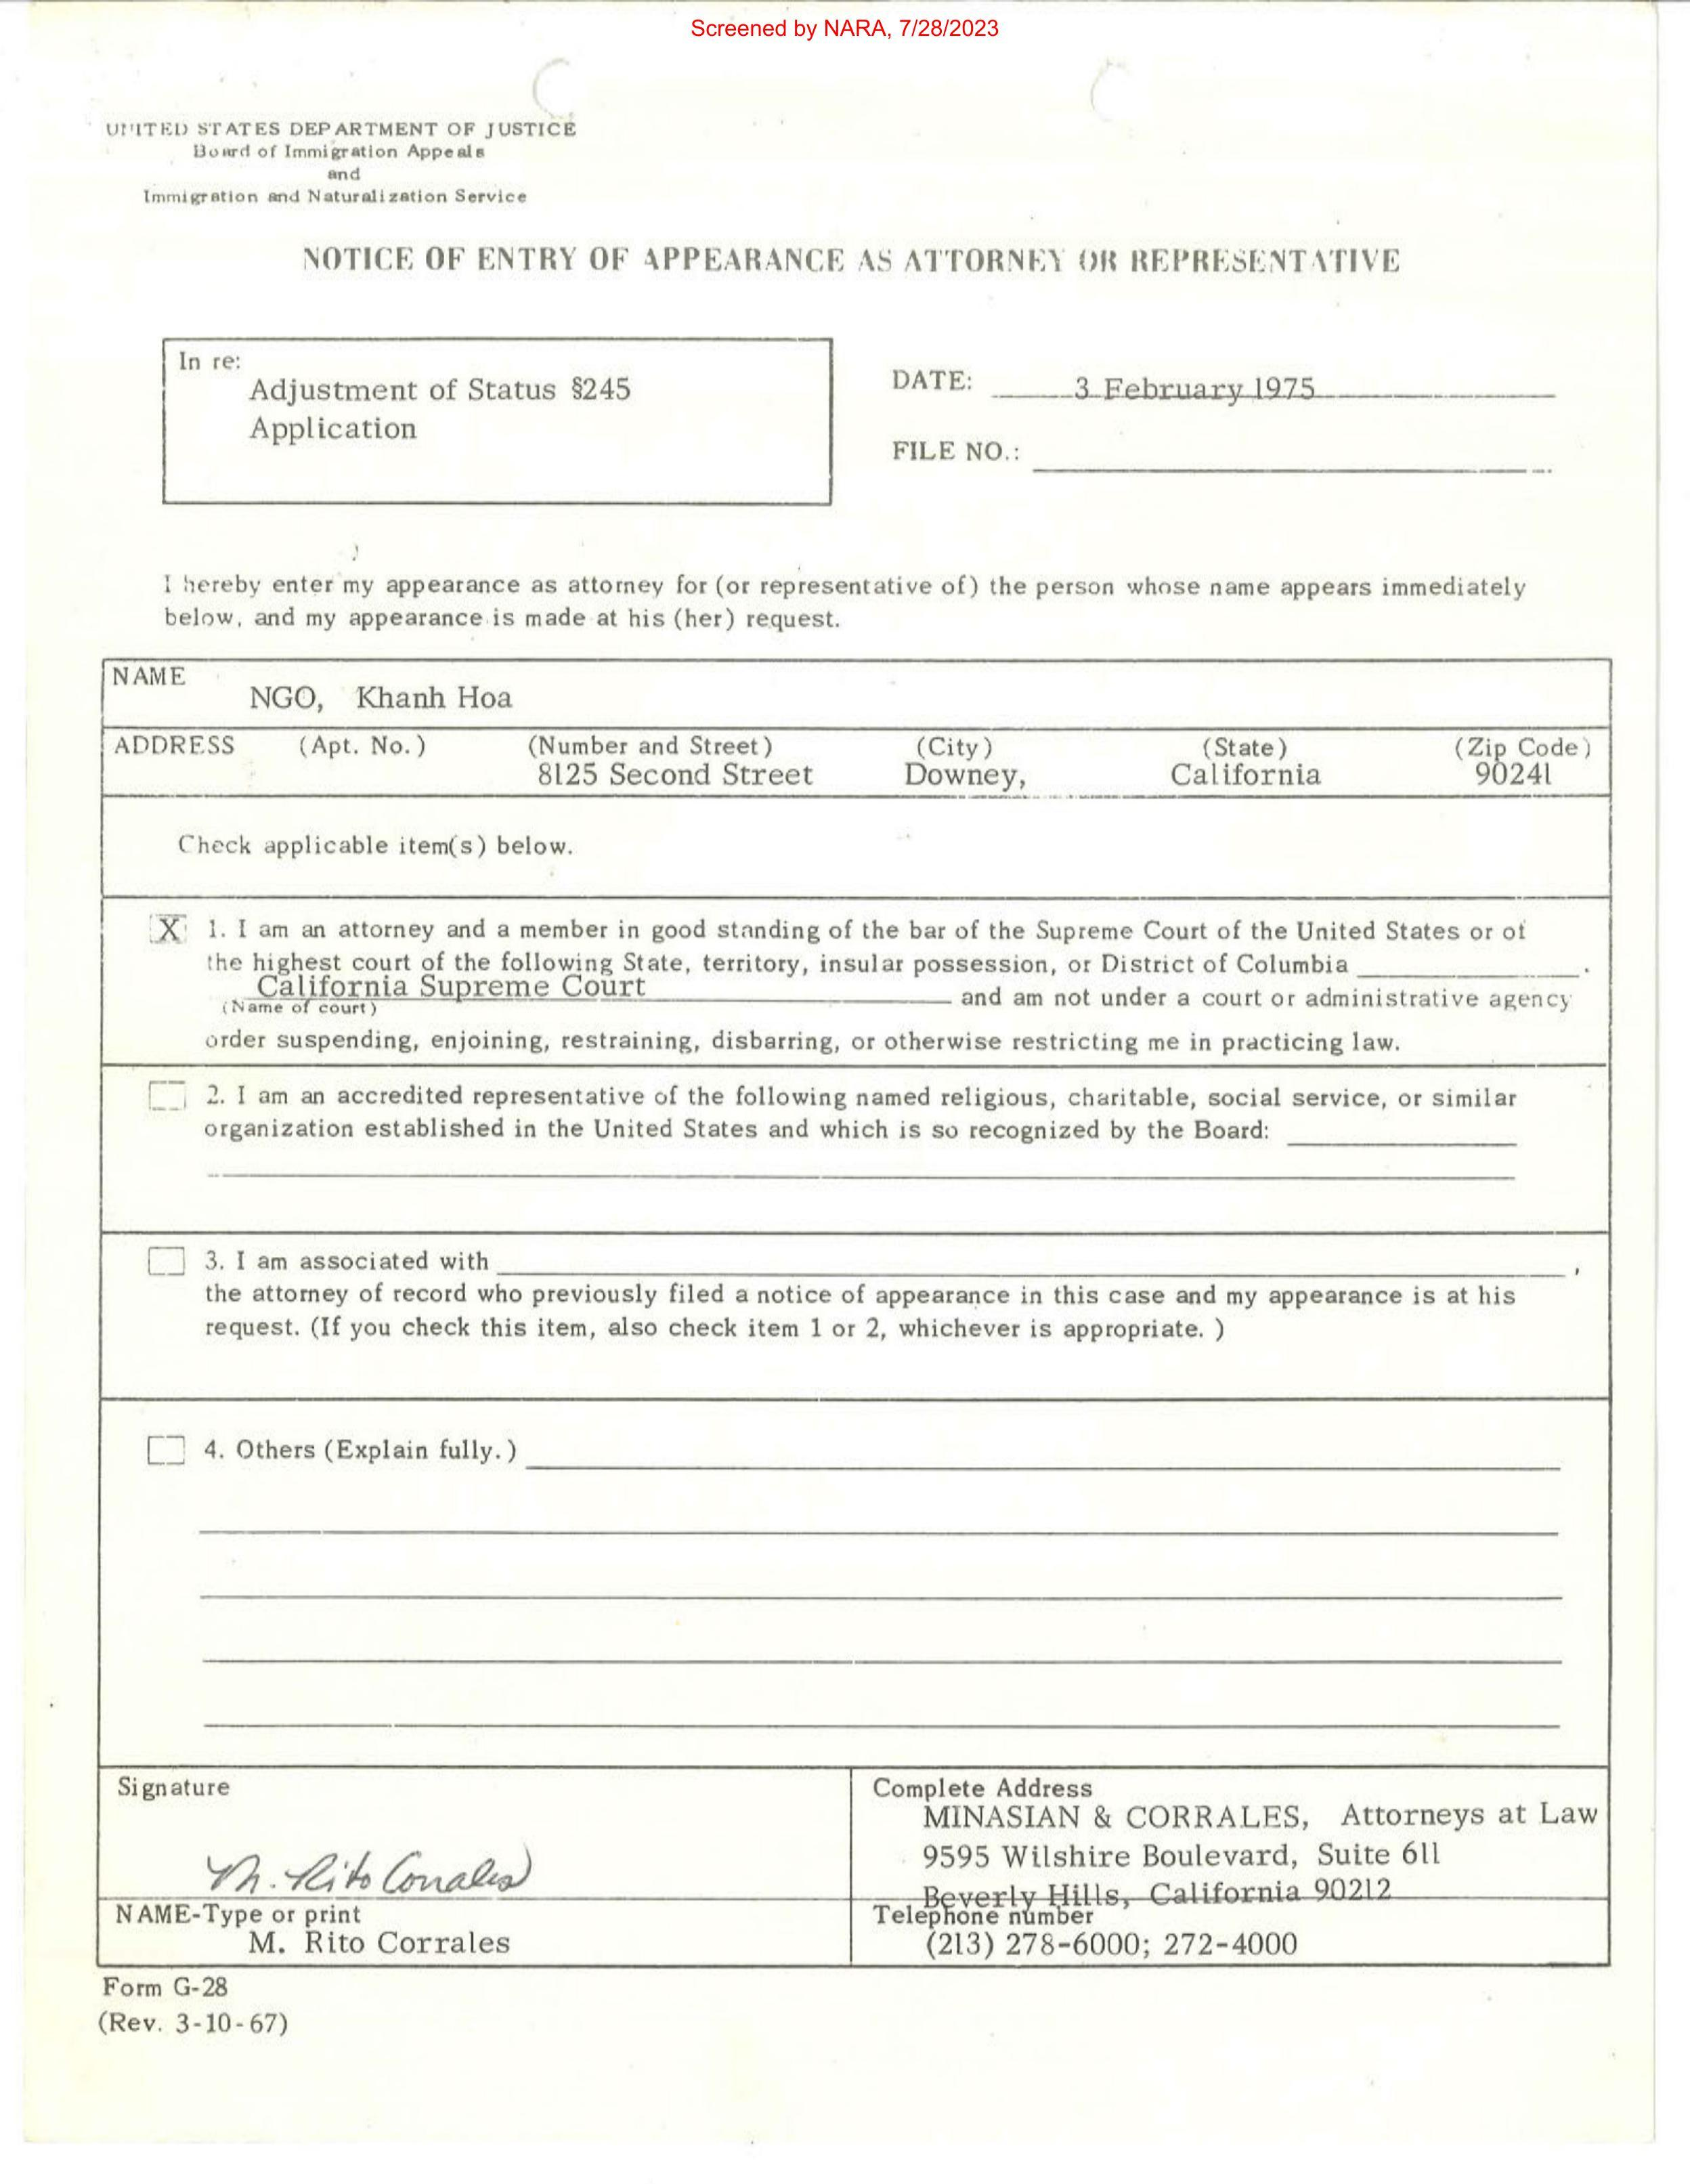 Screened by NARA, 7/28/2023
UNITED STATES DEPARTMENT OF JUSTICE
Board of Immigration Appeals
and
Immigration and Naturalization Service
NOTICE OF ENTRY OF APPEARANCE AS ATTORNEY OR REPRESENTATIVE
In re:
Adjustment of Status §245
Application
DATE: 3 February 1975
FILE NO.:
I hereby enter my appearance as attorney for (or representative of) the person whose name appears immediately
below, and my appearance is made at his (her) request.
NAME
NGO, Khanh Hoa
ADDRESS (Apt. No.) (Number and Street) (City) (State) (Zip Code)
8125 Second Street Downey, California 90241
Check applicable item(s) below.
X 1. I am an attorney and a member in good standing of the bar of the Supreme Court of the United States or of
the highest court of the following State, territory, insular possession, or District of Columbia
California Supreme Court and am not under a court or administrative agency
(Name of court)
order suspending, enjoining, restraining, disbarring, or otherwise restricting me in practicing law.
2. I am an accredited representative of the following named religious, charitable, social service, or similar
organization established in the United States and which is so recognized by the Board:
3. I am associated with ,
the attorney of record who previously filed a notice of appearance in this case and my appearance is at his
request. (If you check this item, also check item 1 or 2, whichever is appropriate. )
4. Others (Explain fully.)
Signature
M. Rito Corrales
NAME-Type or print
M. Rito Corrales
Complete Address
MINASIAN & CORRALES, Attorneys at Law
9595 Wilshire Boulevard, Suite 611
Beverly Hills, California 90212
Telephone number
(213) 278-6000; 272-4000
Form G-28
(Rev. 3-10-67)